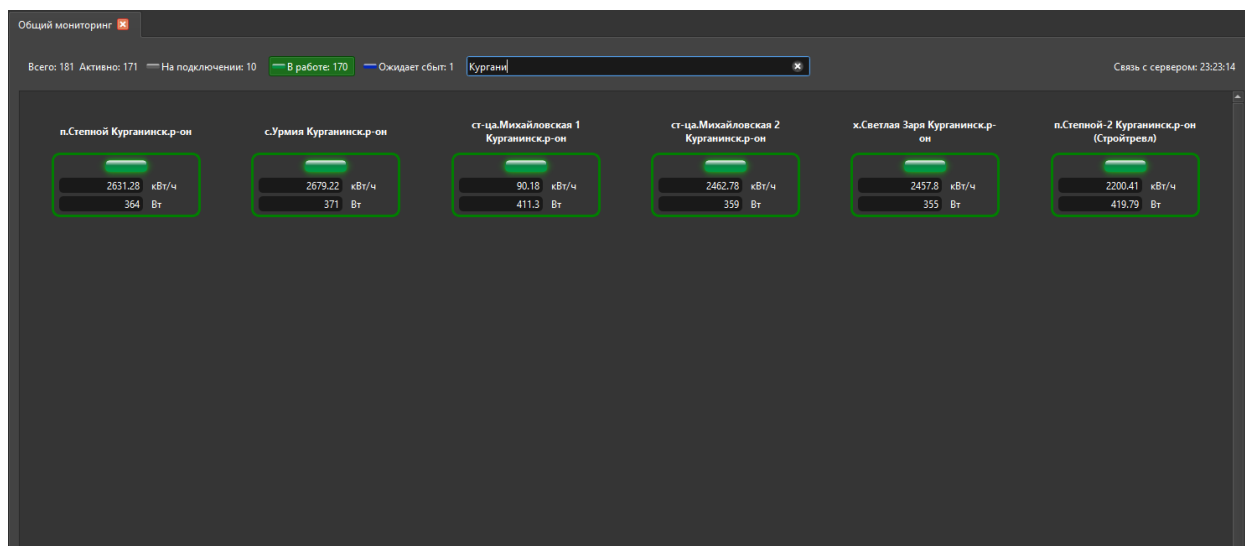 Общий мониторинг
Всего: 181 Активно: 171 На подключении: 10 В работе: 170 Ожидает сбыт: 1 Кургани Связь с сервером: 23:23:14
п.Степной Курганинск.р-он
2631.28 кВт/ч
364 Вт
с.Урмия Курганинск.р-он
2679.22 кВт/ч
371 Вт
ст-ца.Михайловская 1
Курганинск.р-он
90.18 кВт/ч
411.3 Вт
ст-ца.Михайловская 2
Курганинск.р-он
2462.78 кВт/ч
359 Вт
х.Светлая Заря Курганинск.р-
он
2457.8 кВт/ч
355 Вт
п.Степной-2 Курганинск.р-он
(Стройтревл)
2200.41 кВт/ч
419.79 Вт